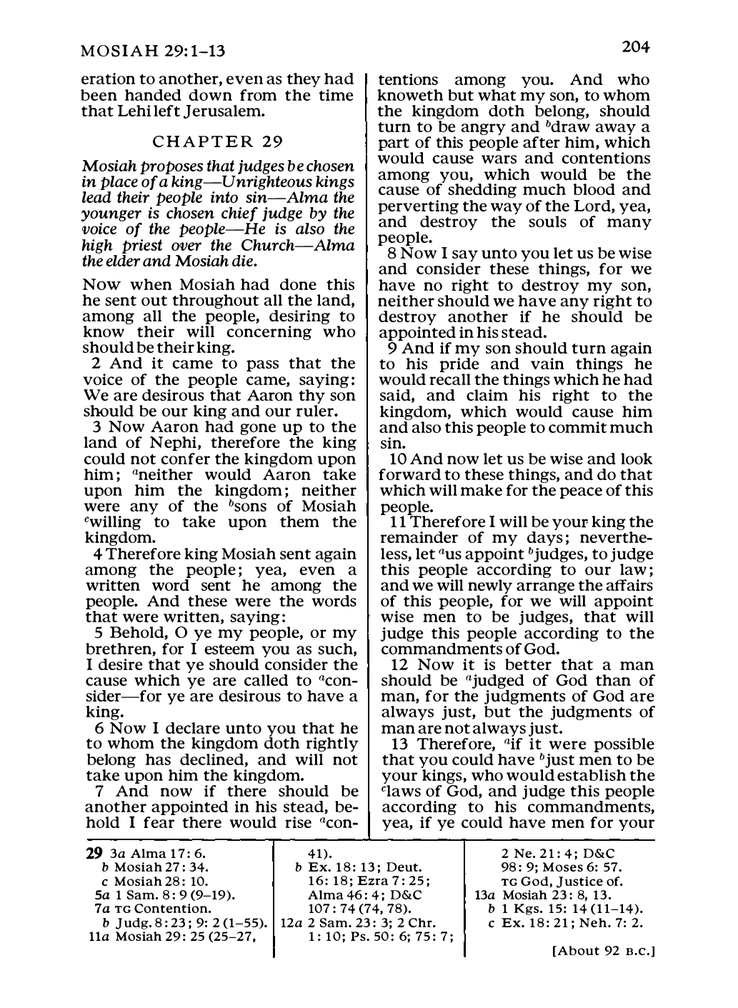 MOSIAH 29:1–13
204
eration to another, even as they had
been handed down from the time
that Lehi left Jerusalem.
CHAPTER 29
Mosiah proposes that judges be chosen
in place of a king—Unrighteous kings
lead their people into sin—Alma the
younger is chosen chief judge by the
voice of the people—He is also the
high priest over the Church—Alma
the elder and Mosiah die.
Now when Mosiah had done this
he sent out throughout all the land,
among all the people, desiring to
know their will concerning who
should be their king.
2 And it came to pass that the
voice of the people came, saying:
We are desirous that Aaron thy son
should be our king and our ruler.
3 Now Aaron had gone up to the
land of Nephi, therefore the king
could not confer the kingdom upon
him; aneither would Aaron take
upon him the kingdom; neither
were any of the bsons of Mosiah
cwilling to take upon them the
kingdom.
4 Therefore king Mosiah sent again
among the people; yea, even a
written word sent he among the
people. And these were the words
that were written, saying:
5 Behold, O ye my people, or my
brethren, for I esteem you as such,
I desire that ye should consider the
cause which ye are called to acon-
sider—for ye are desirous to have a
king.
6 Now I declare unto you that he
to whom the kingdom doth rightly
belong has declined, and will not
take upon him the kingdom.
7 And now if there should be
another appointed in his stead, be-
hold I fear there would rise acon-
tentions among you. And who
knoweth but what my son, to whom
the kingdom doth belong, should
turn to be angry and bdraw away a
part of this people after him, which
would cause wars and contentions
among you, which would be the
cause of shedding much blood and
perverting the way of the Lord, yea,
and destroy the souls of many
people.
8 Now I say unto you let us be wise
and consider these things, for we
have no right to destroy my son,
neither should we have any right to
destroy another if he should be
appointed in his stead.
9 And if my son should turn again
to his pride and vain things he
would recall the things which he had
said, and claim his right to the
kingdom, which would cause him
and also this people to commit much
sin.
10 And now let us be wise and look
forward to these things, and do that
which will make for the peace of this
people.
11 Therefore I will be your king the
remainder of my days; neverthe-
less, let aus appoint bjudges, to judge
this people according to our law;
and we will newly arrange the affairs
of this people, for we will appoint
wise men to be judges, that will
judge this people according to the
commandments of God.
12 Now it is better that a man
should be ajudged of God than of
man, for the judgments of God are
always just, but the judgments of
man are not always just.
13 Therefore, aif it were possible
that you could have bjust men to be
your kings, who would establish the
claws of God, and judge this people
according to his commandments,
yea, if ye could have men for your
29 3a Alma 17: 6.
b Mosiah 27: 34.
c Mosiah 28: 10.
5a 1 Sam. 8: 9 (9–19).
7a TG Contention.
b Judg. 8: 23; 9: 2 (1–55).
11a Mosiah 29: 25 (25–27,
41).
b Ex. 18: 13; Deut.
16: 18; Ezra 7: 25;
Alma 46: 4; D&C
107: 74 (74, 78).
12a 2 Sam. 23: 3; 2 Chr.
1: 10; Ps. 50: 6; 75: 7;
2 Ne. 21: 4; D&C
98: 9; Moses 6: 57.
TG God, Justice of.
13a Mosiah 23: 8, 13.
b 1 Kgs. 15: 14 (11–14).
c Ex. 18: 21; Neh. 7: 2.
[About 92 B.C.]